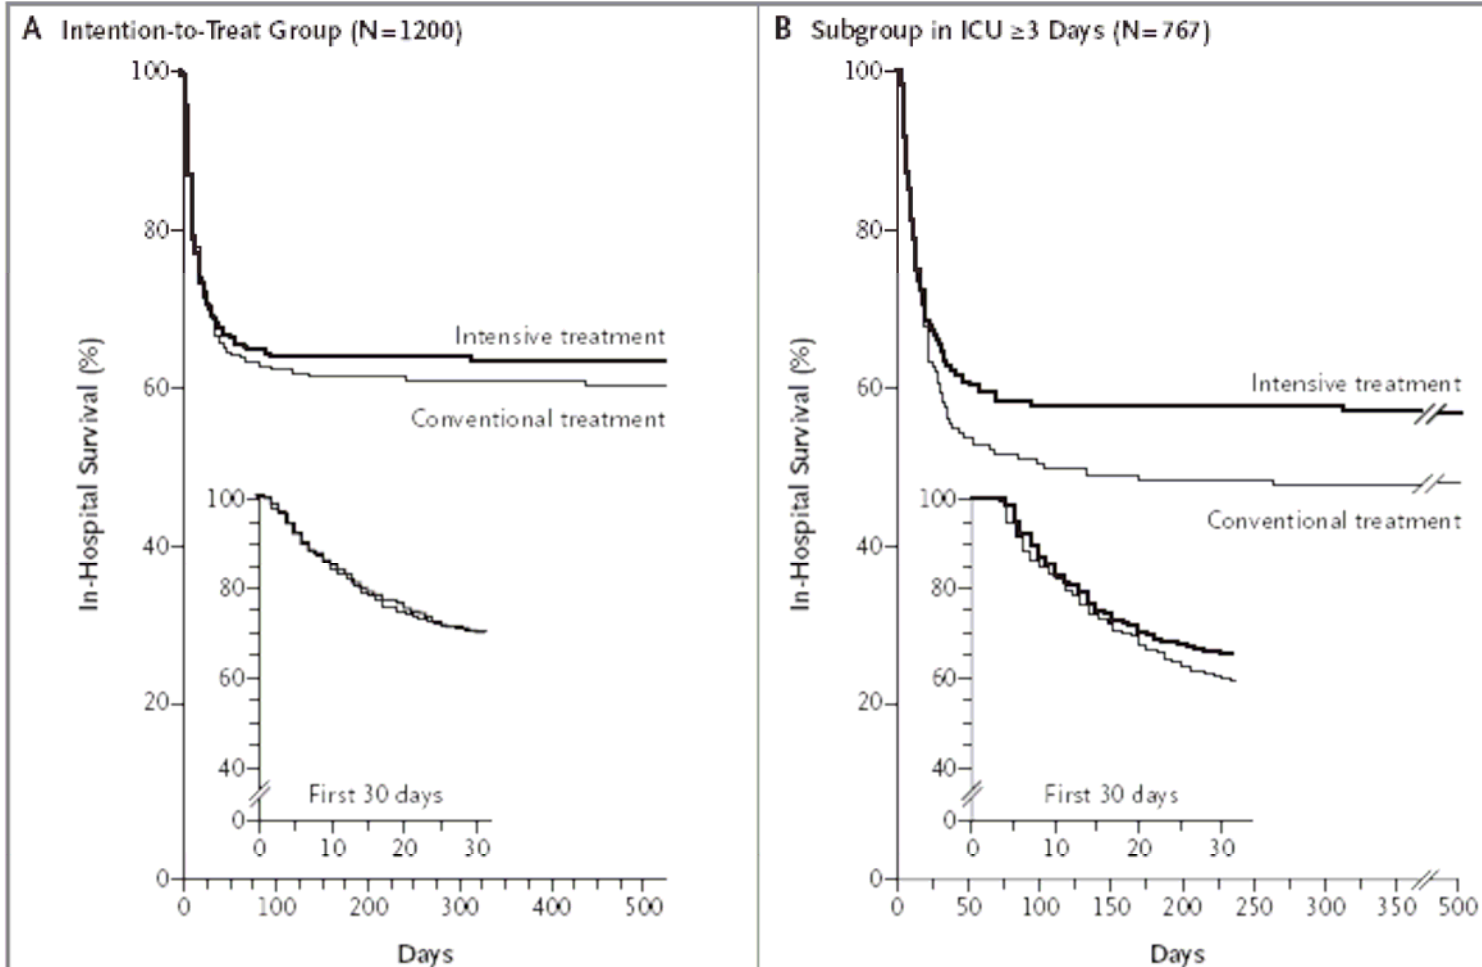 A Intention-to-Treat Group (N=1200)
100
80
60
40
20
0
In-Hospital Survival (%)
Intensive treatment
Conventional treatment
100
80
60
40
0
First 30 days
0 10 20 30
0 100 200 300 400 500
Days
B Subgroup in ICU ≥3 Days (N=767)
100
80
60
40
20
0
In-Hospital Survival (%)
Intensive treatment
Conventional treatment
100
80
60
40
0
First 30 days
0 10 20 30
0 50 100 150 200 250 300 350 500
Days